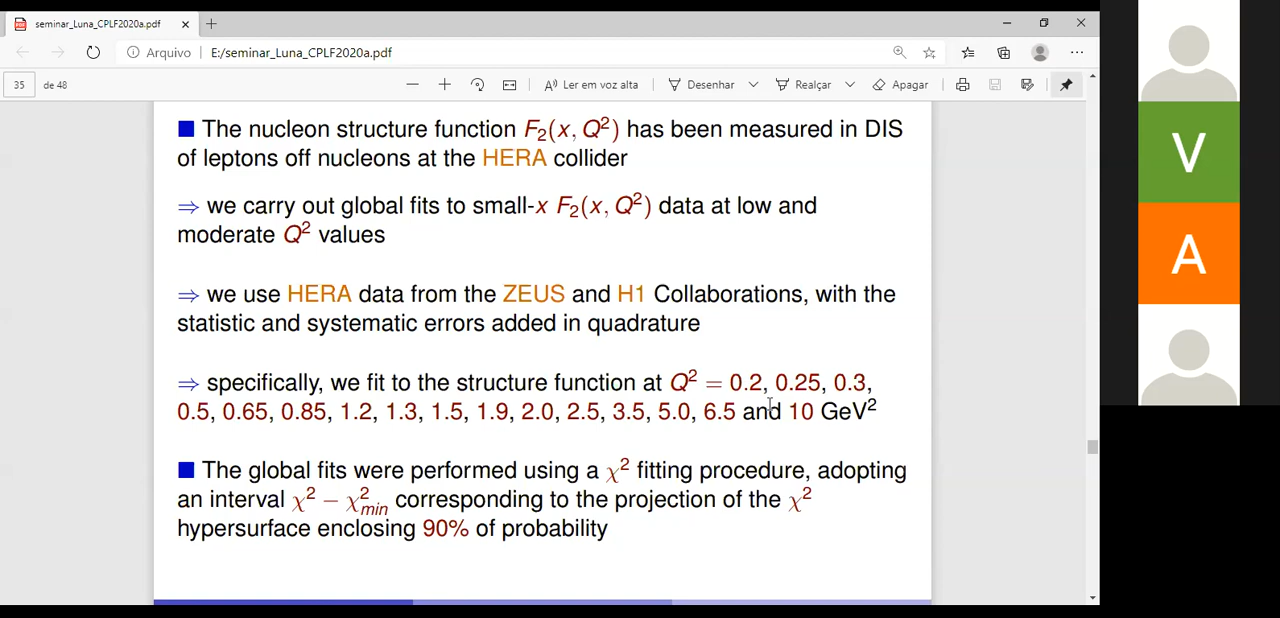 seminar_Luna_CPLF2020a.pdf
Arquivo | E:/seminar_Luna_CPLF2020a.pdf
35 de 48 Ler em voz alta Desenhar Realçar Apagar
The nucleon structure function F₂(x, Q²) has been measured in DIS
of leptons off nucleons at the HERA collider
⇒ we carry out global fits to small-x F₂(x, Q²) data at low and
moderate Q² values
⇒ we use HERA data from the ZEUS and H1 Collaborations, with the
statistic and systematic errors added in quadrature
⇒ specifically, we fit to the structure function at Q² = 0.2, 0.25, 0.3,
0.5, 0.65, 0.85, 1.2, 1.3, 1.5, 1.9, 2.0, 2.5, 3.5, 5.0, 6.5 and 10 GeV²
The global fits were performed using a χ² fitting procedure, adopting
an interval χ² − χ²min corresponding to the projection of the χ²
hypersurface enclosing 90% of probability
V
A